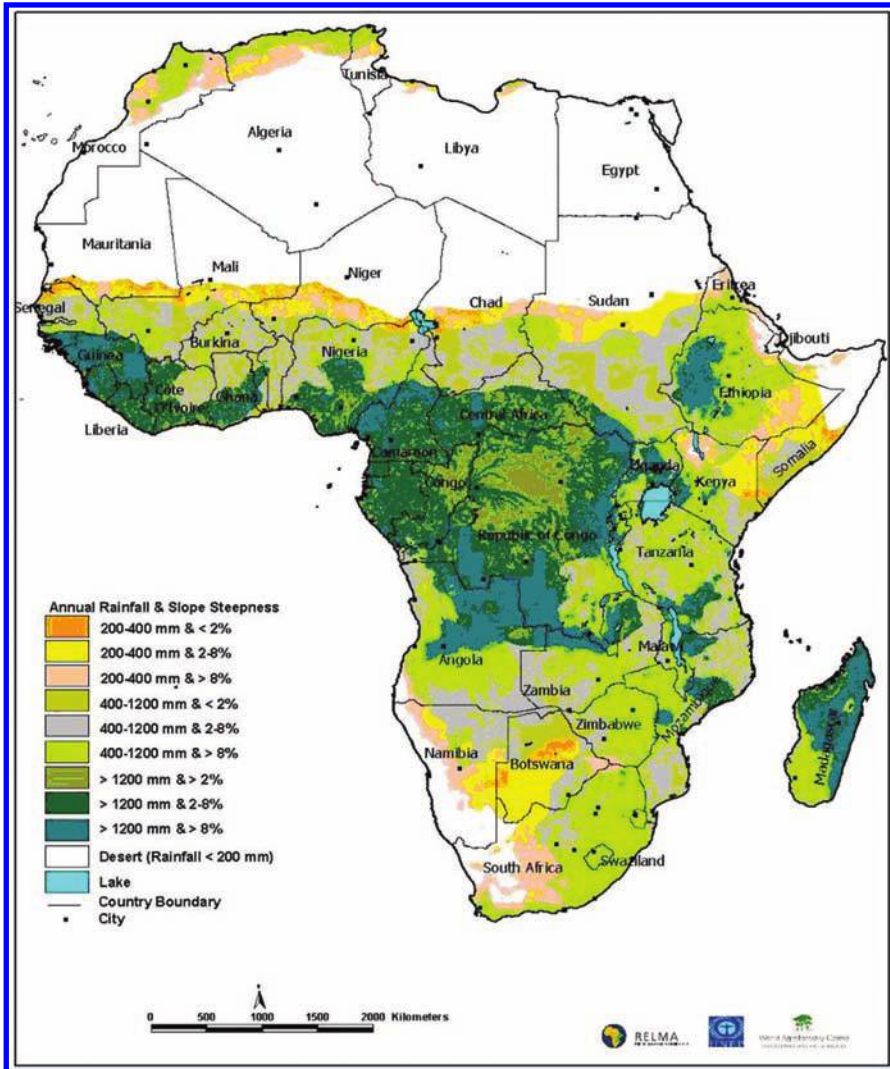 Tunisia
Morocco
Algeria
Libya
Egypt
Mauritania
Mali
Niger
Chad
Sudan
Eritrea
Senegal
Djibouti
Burkina
Nigeria
Guinea
Ethiopia
Cote
D'Ivoire
Ghana
Central Africa
Liberia
Cameroon
Uganda
Somalia
Congo
Kenya
Republic of Congo
Tanzania
Annual Rainfall & Slope Steepness
200-400 mm & < 2%
200-400 mm & 2-8%
200-400 mm & > 8%
400-1200 mm & < 2%
400-1200 mm & 2-8%
400-1200 mm & > 8%
> 1200 mm & > 2%
> 1200 mm & 2-8%
> 1200 mm & > 8%
Desert (Rainfall < 200 mm)
Lake
Country Boundary
City
Angola
Malawi
Zambia
Mozambique
Zimbabwe
Madagascar
Namibia
Botswana
South Africa
Swaziland
0 500 1000 1500 2000 Kilometers
RELMA
UNEP
World Agroforestry Centre